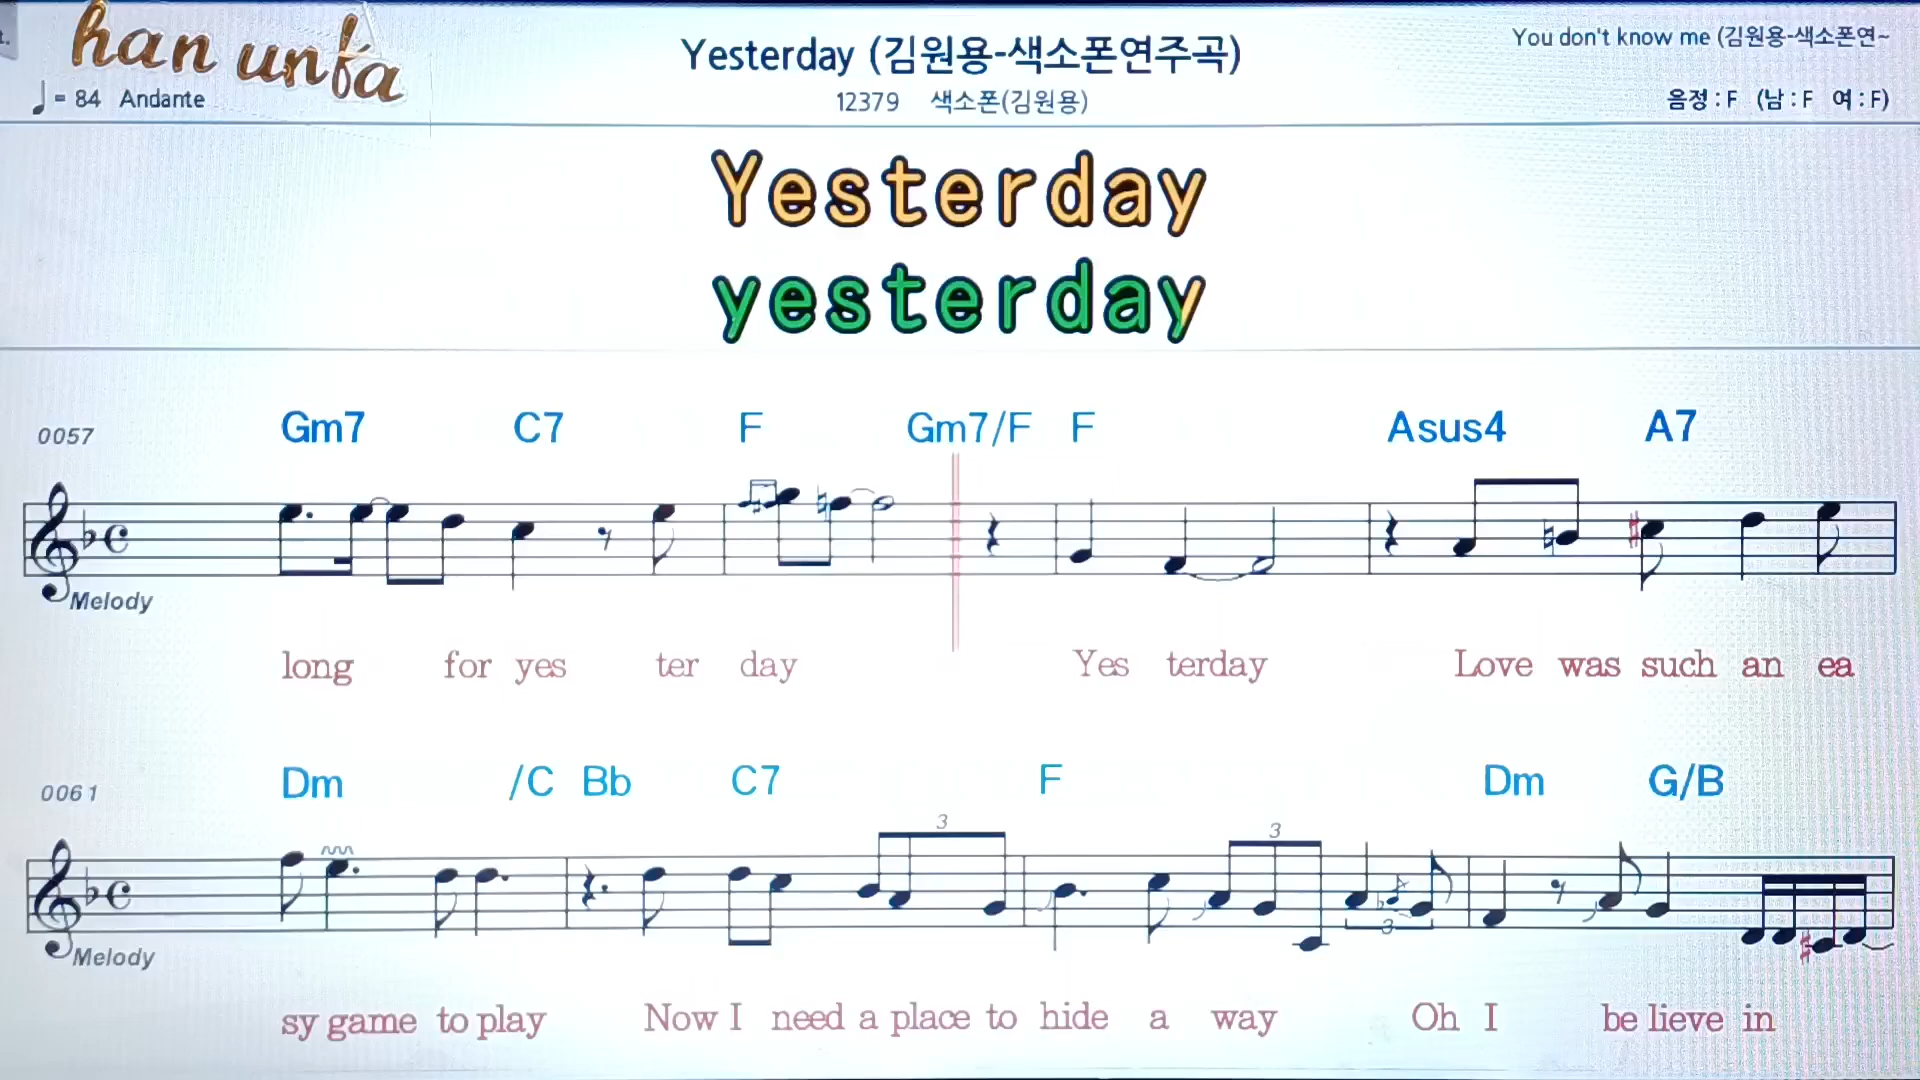 han unfa
Yesterday (김원용-색소폰연주곡)
You don't know me (김원용-색소폰연~
♩= 84 Andante
12379 색소폰(김원용)
음정 : F (남 : F 여 : F)
Yesterday
yesterday
0057 Gm7 C7 F Gm7/F F Asus4 A7
Melody
long for yes ter day Yes terday Love was such an ea
0061 Dm /C Bb C7 F Dm G/B
3 3
3
Melody
sy game to play Now I need a place to hide a way Oh I be lieve in